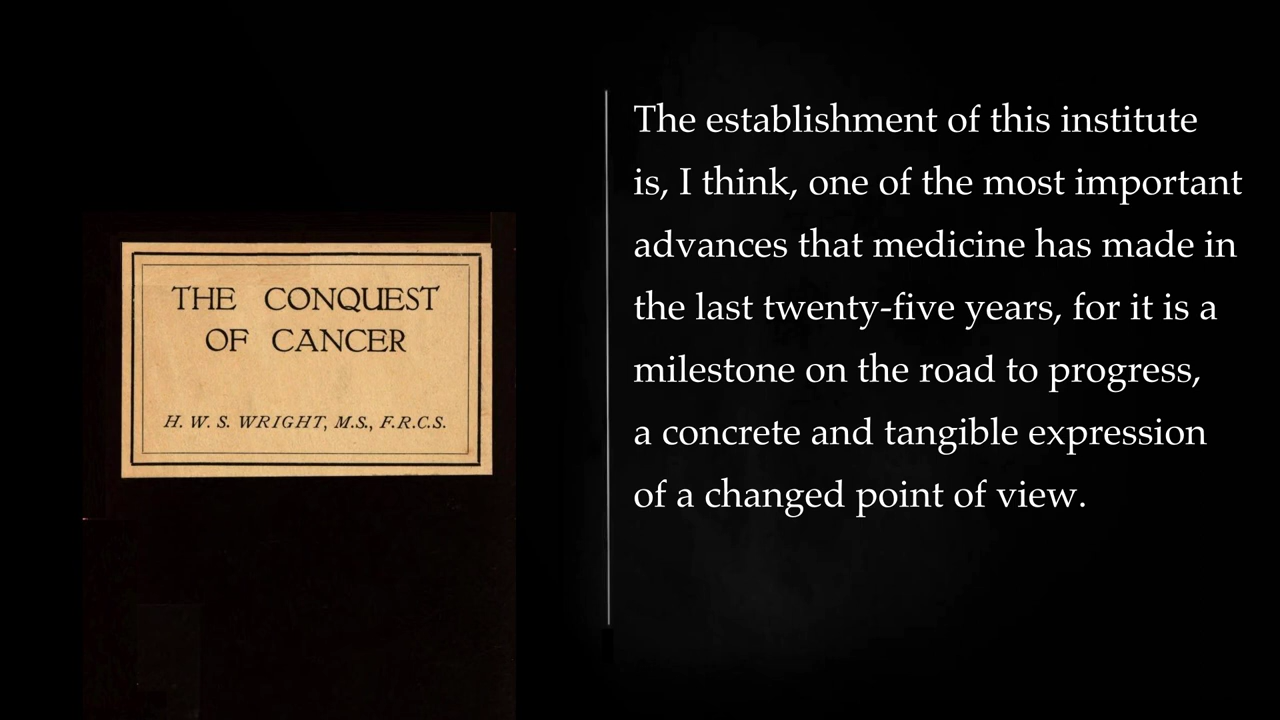 THE CONQUEST
OF CANCER
H. W. S. WRIGHT, M.S., F.R.C.S.
The establishment of this institute
is, I think, one of the most important
advances that medicine has made in
the last twenty-five years, for it is a
milestone on the road to progress,
a concrete and tangible expression
of a changed point of view.